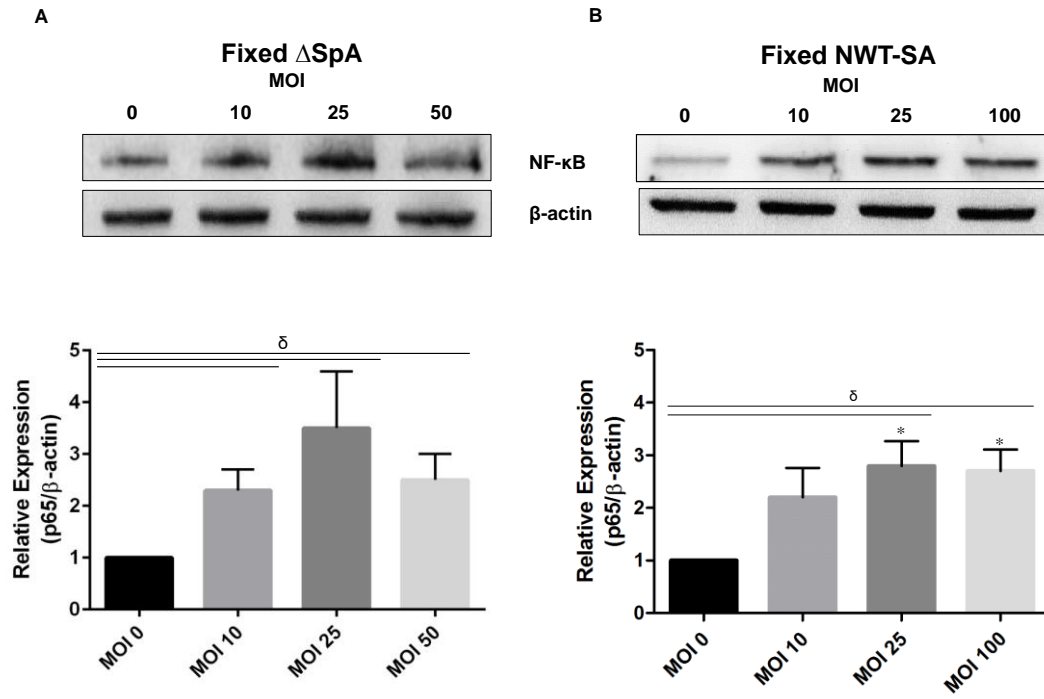 A
Fixed ∆SpA
MOI
0 10 25 50
B
Fixed NWT-SA
MOI
0 10 25 100
NF-κB
β-actin
δ
5
4
3
2
1
0
Relative Expression
(p65/β-actin)
MOI 0
MOI 10
MOI 25
MOI 50
δ
* *
5
4
3
2
1
0
Relative Expression
(p65/β-actin)
MOI 0
MOI 10
MOI 25
MOI 100